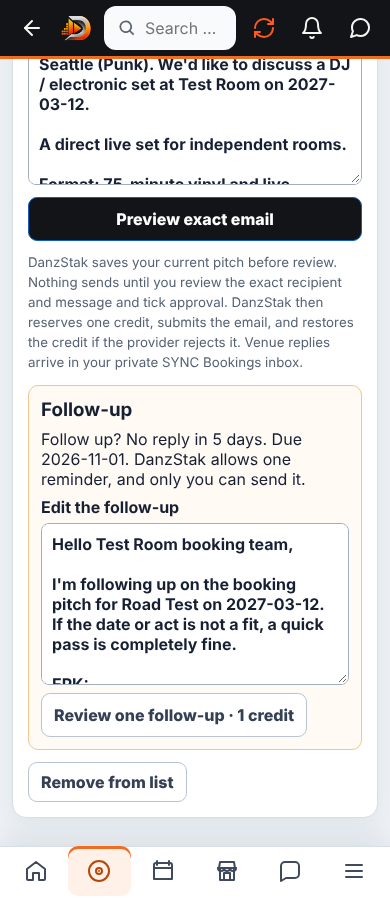 Search ...
Seattle (Punk). We'd like to discuss a DJ
/ electronic set at Test Room on 2027-
03-12.
A direct live set for independent rooms.
Format: 75-minute vinyl and live
Preview exact email
DanzStak saves your current pitch before review.
Nothing sends until you review the exact recipient
and message and tick approval. DanzStak then
reserves one credit, submits the email, and restores
the credit if the provider rejects it. Venue replies
arrive in your private SYNC Bookings inbox.
Follow-up
Follow up? No reply in 5 days. Due
2026-11-01. DanzStak allows one
reminder, and only you can send it.
Edit the follow-up
Hello Test Room booking team,
I'm following up on the booking
pitch for Road Test on 2027-03-12.
If the date or act is not a fit, a quick
pass is completely fine.
EPK:
Review one follow-up · 1 credit
Remove from list